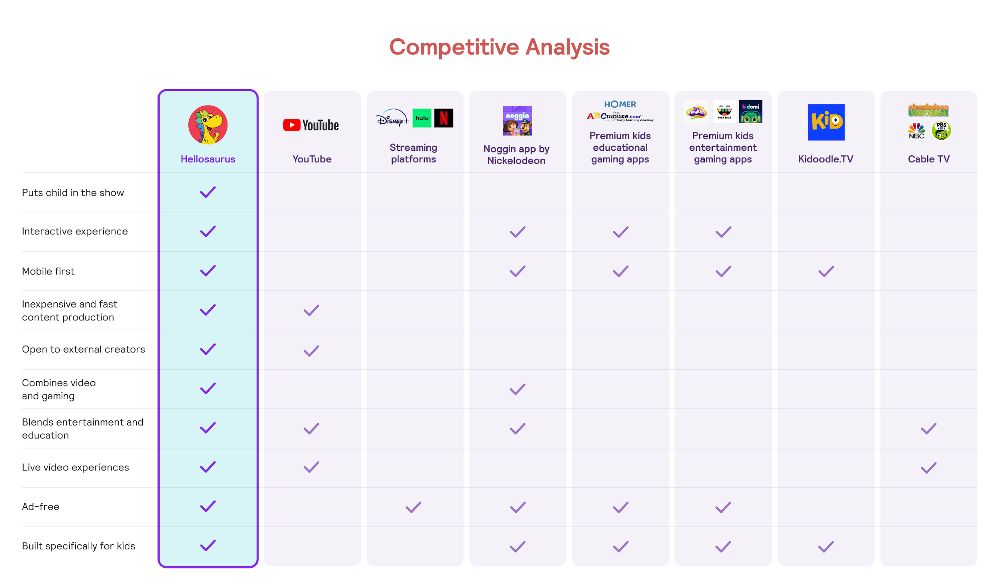 Competitive Analysis
Hellosaurus
YouTube
YouTube
Disney+
hulu
N
Streaming
platforms
noggin
Noggin app by
Nickelodeon
HOMER
ABCmouse.com®
Early Learning Academy
Premium kids
educational
gaming apps
PlayKids
TOCA BOCA
kidomi
Premium kids
entertainment
gaming apps
KiD
Kidoodle.TV
nickelodeon
UNIVERSE
NBC
PBS
KIDS
Cable TV
Puts child in the show
Interactive experience
Mobile first
Inexpensive and fast
content production
Open to external creators
Combines video
and gaming
Blends entertainment and
education
Live video experiences
Ad-free
Built specifically for kids